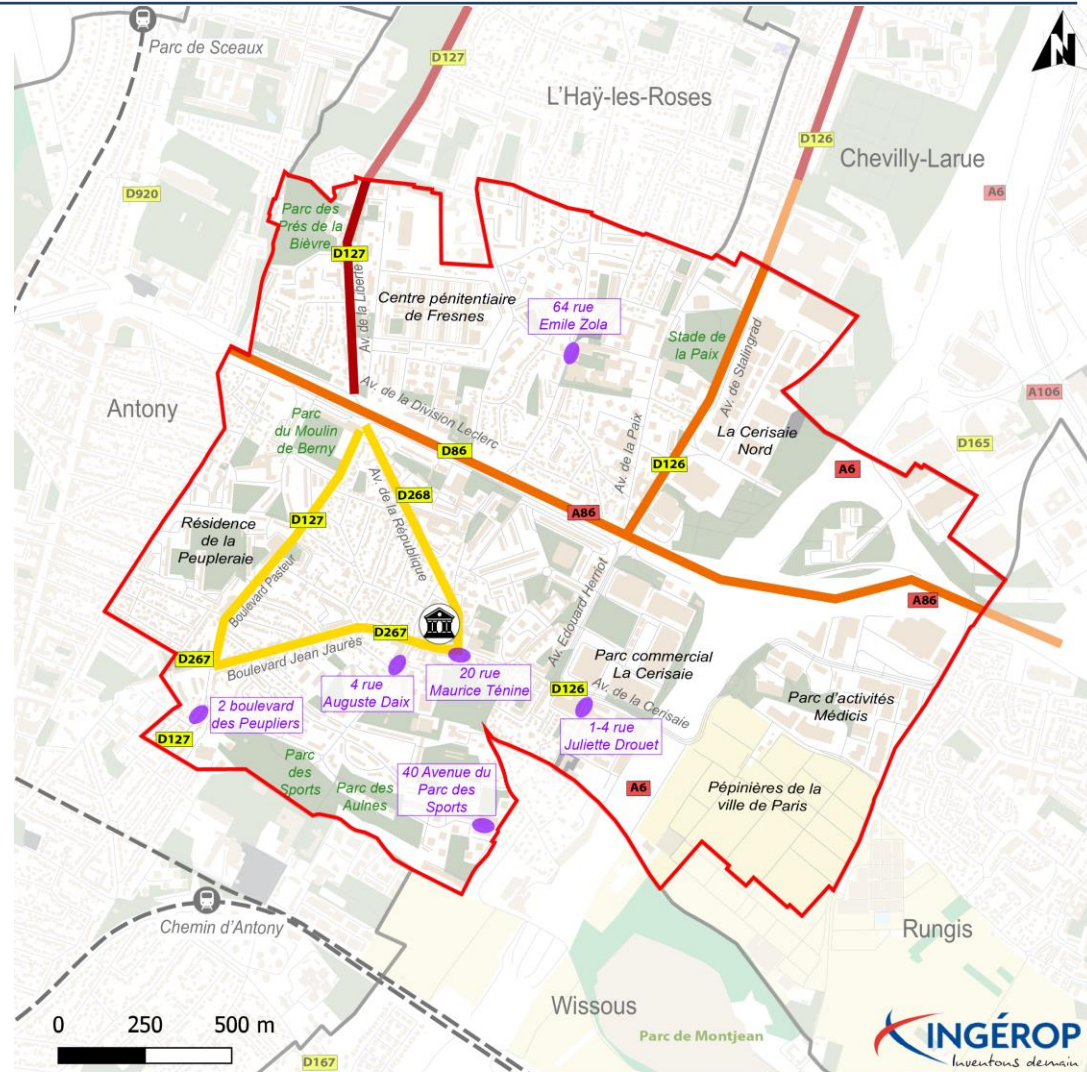 Parc de Sceaux
D127
L'Haÿ-les-Roses
N
D126
Chevilly-Larue
D920
A6
Parc des
Prés de la
Bièvre
D127
Av. de la Liberté
Centre pénitentiaire
de Fresnes
64 rue
Emile Zola
Stade de
la Paix
Av. de Stalingrad
A106
Antony
Av. de la Division Leclerc
Parc
du Moulin
de Berny
La Cerisaie
Nord
D165
D86
Av. de la Paix
D126
A6
D268
A86
D127
Av. de la République
Résidence
de la
Peupleraie
Boulevard Pasteur
Av. Edouard Herriot
A86
D267
D267
Boulevard Jean Jaurès
Parc commercial
La Cerisaie
4 rue
Auguste Daix
20 rue
Maurice Ténine
D126
Av. de la Cerisaie
Parc d'activités
Médicis
2 boulevard
des Peupliers
D127
1-4 rue
Juliette Drouet
Parc
des
Sports
Parc des
Aulnes
40 Avenue du
Parc des
Sports
A6
Pépinières de la
ville de Paris
Chemin d'Antony
Rungis
Wissous
0 250 500 m
Parc de Montjean
D167
INGÉROP
Inventons demain